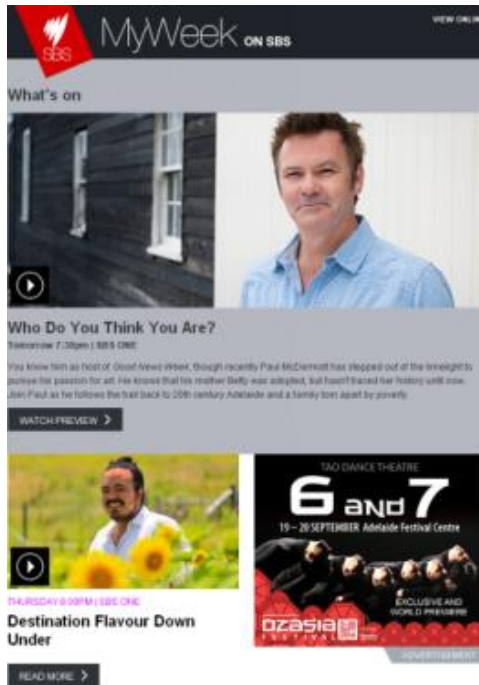 SBS
MyWeek ON SBS
VIEW ONLIN
What's on
Who Do You Think You Are?
Tomorrow 7:30pm | SBS ONE
You know him as host of Good News Week, though recently Paul McDermott has stepped out of the limelight to
pursue his passion for art. He knows that his mother Betty was adopted, but hasn't traced her history until now.
Join Paul as he follows the trail back to 20th century Adelaide and a family torn apart by poverty.
WATCH PREVIEW
TAO DANCE THEATRE
6 AND 7
19 – 20 SEPTEMBER Adelaide Festival Centre
EXCLUSIVE AND
WORLD PREMIERE
OZASIA
FESTIVAL
ADVERTISEMENT
THURSDAY 8:00PM | SBS ONE
Destination Flavour Down
Under
READ MORE